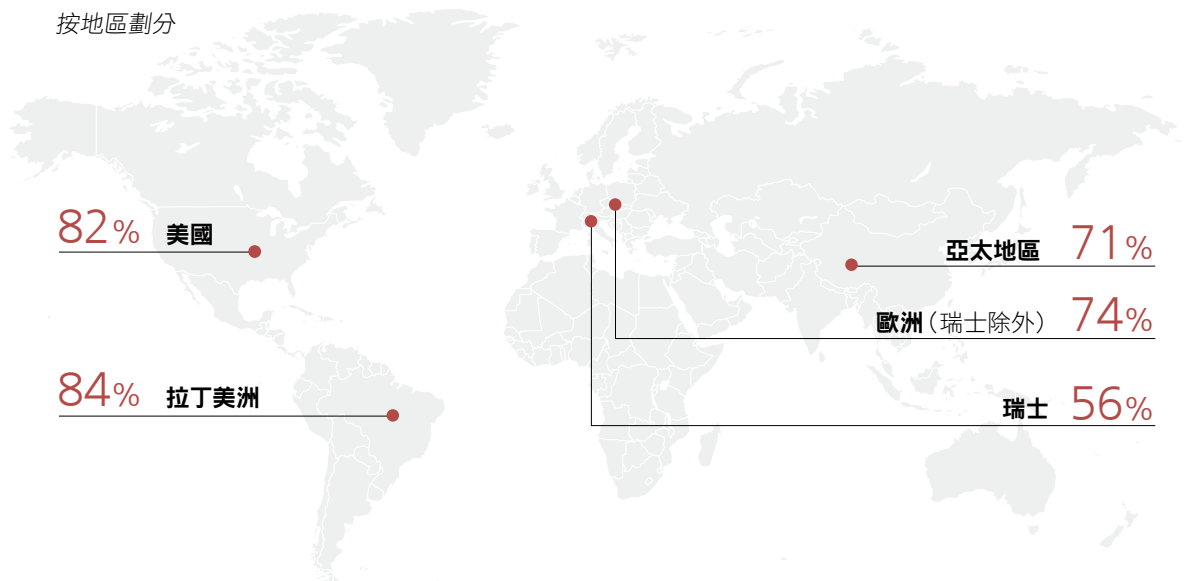 按地區劃分
82% 美國
亞太地區 71%
歐洲（瑞士除外） 74%
84% 拉丁美洲
瑞士 56%